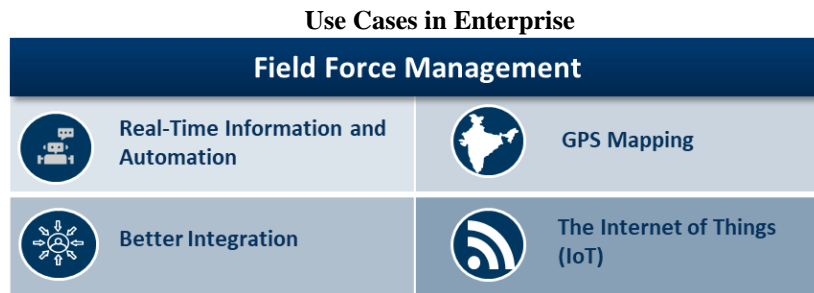 Use Cases in Enterprise
Field Force Management
Real-Time Information and
Automation
GPS Mapping
Better Integration
The Internet of Things
(IoT)